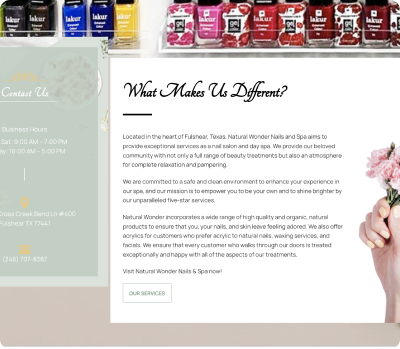 lakur lakur lakur lakur lakur lakur lakur
Contact Us
Business Hours
Sat: 9:00 AM - 7:00 PM
5:00 PM
Cross Creek Bend Ln #400
Fulshear TX 77441
(346) 707-8387
What Makes Us Different?
Located in the heart of Fulshear, Texas, Natural Wonder Nails and Spa aims to
provide exceptional services as a nail salon and day spa. We provide our beloved
community with not only a full range of beauty treatments but also an atmosphere
for complete relaxation and pampering.
We are committed to a safe and clean environment to enhance your experience in
our spa, and our mission is to empower you to be your own and to shine brighter by
our unparalleled five-star services.
Natural Wonder incorporates a wide range of high quality and organic, natural
products to ensure that you, your nails, and skin leave feeling adored. We also offer
acrylics for customers who prefer acrylic to natural nails, waxing services, and
facials. We ensure that every customer who walks through our doors is treated
exceptionally and happy with all of the aspects of our treatments.
Visit Natural Wonder Nails & Spa now!
OUR SERVICES